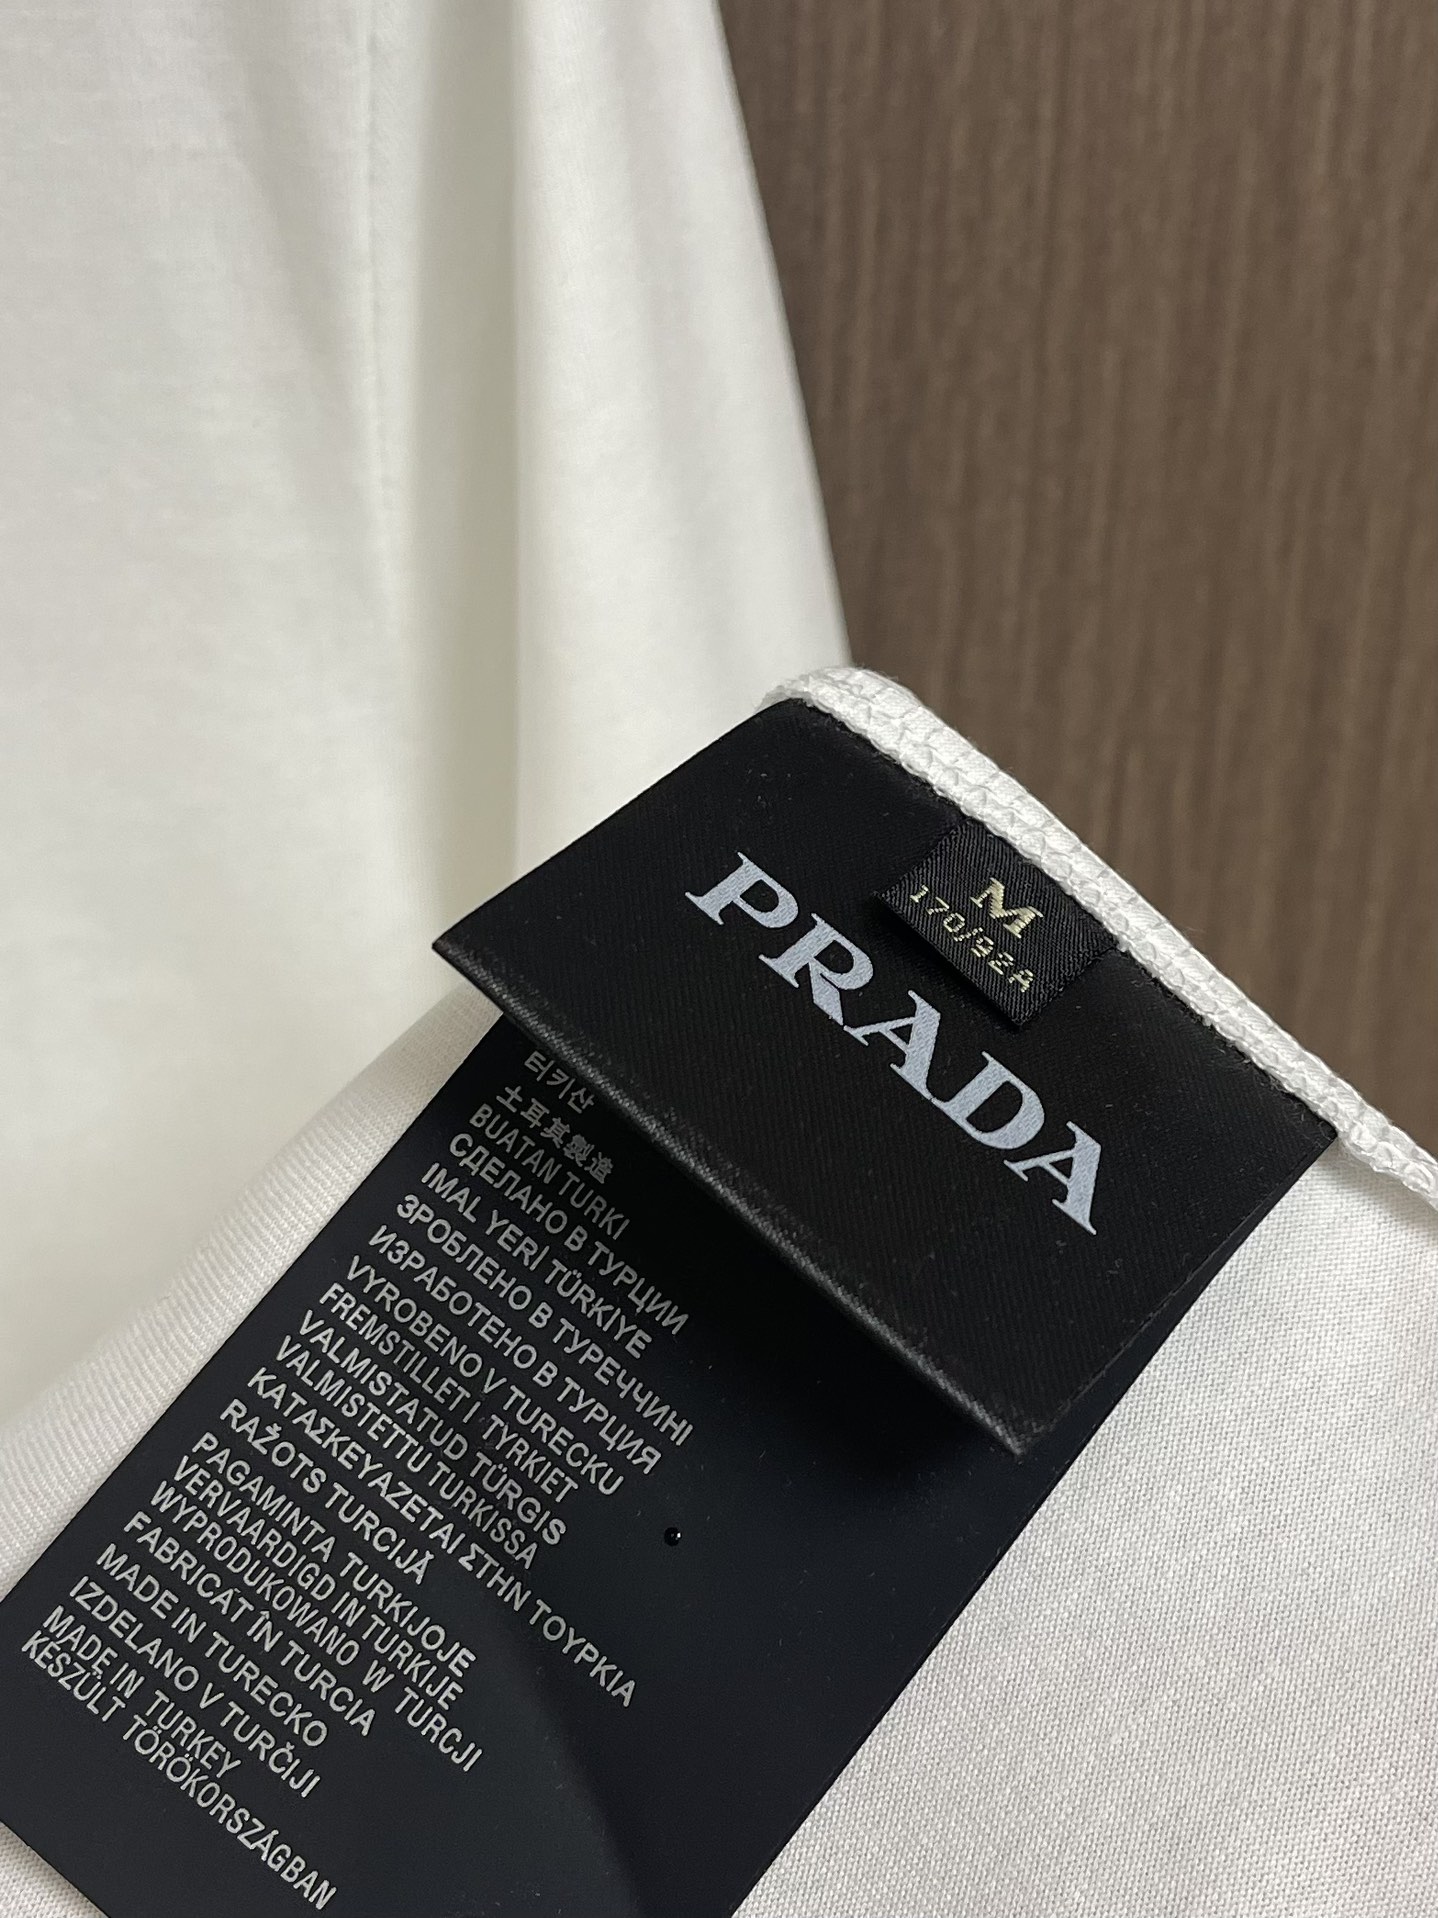 M
170/92A
PRADA
터키산
土耳其製造
BUATAN TURKI
СДЕЛАНО В ТУРЦИИ
IMAL YERİ TÜRKIYE
ЗРОБЛЕНО В ТУРЕЧЧИНІ
ИЗРАБОТЕНО В ТУРЦИЯ
VYROBENO V TURECKU
FREMSTILLET I TYRKIET
VALMISTATUD TÜRGIS
VALMISTETTU TURKISSA
ΚΑΤΑΣΚΕΥΑΖΕΤΑΙ ΣΤΗΝ ΤΟΥΡΚΙΑ
RAŽOTS TURCIJĀ
PAGAMINTA TURKIJOJE
VERVAARDIGD IN TURKIJE
WYPRODUKOWANO W TURCJI
FABRICAT ÎN TURCIA
MADE IN TURECKO
IZDELANO V TURČIJI
MADE IN TURKEY
KÉSZÜLT TÖRÖKORSZÁGBAN